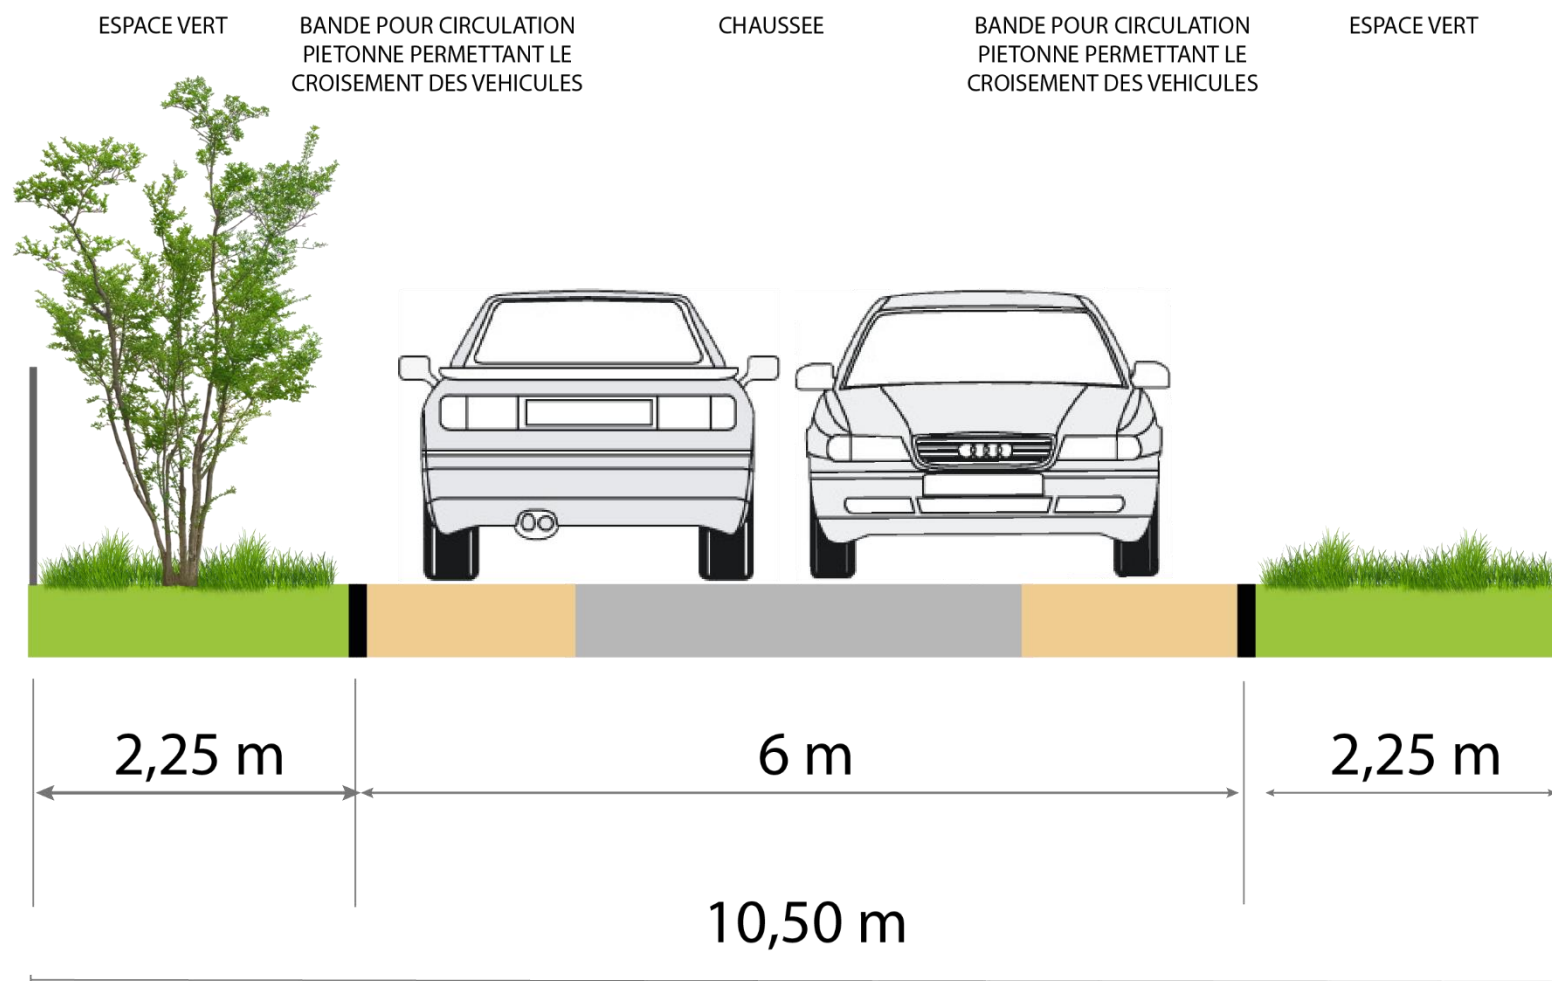 ESPACE VERT
BANDE POUR CIRCULATION
PIETONNE PERMETTANT LE
CROISEMENT DES VEHICULES
CHAUSSEE
BANDE POUR CIRCULATION
PIETONNE PERMETTANT LE
CROISEMENT DES VEHICULES
ESPACE VERT
2,25 m
6 m
2,25 m
10,50 m